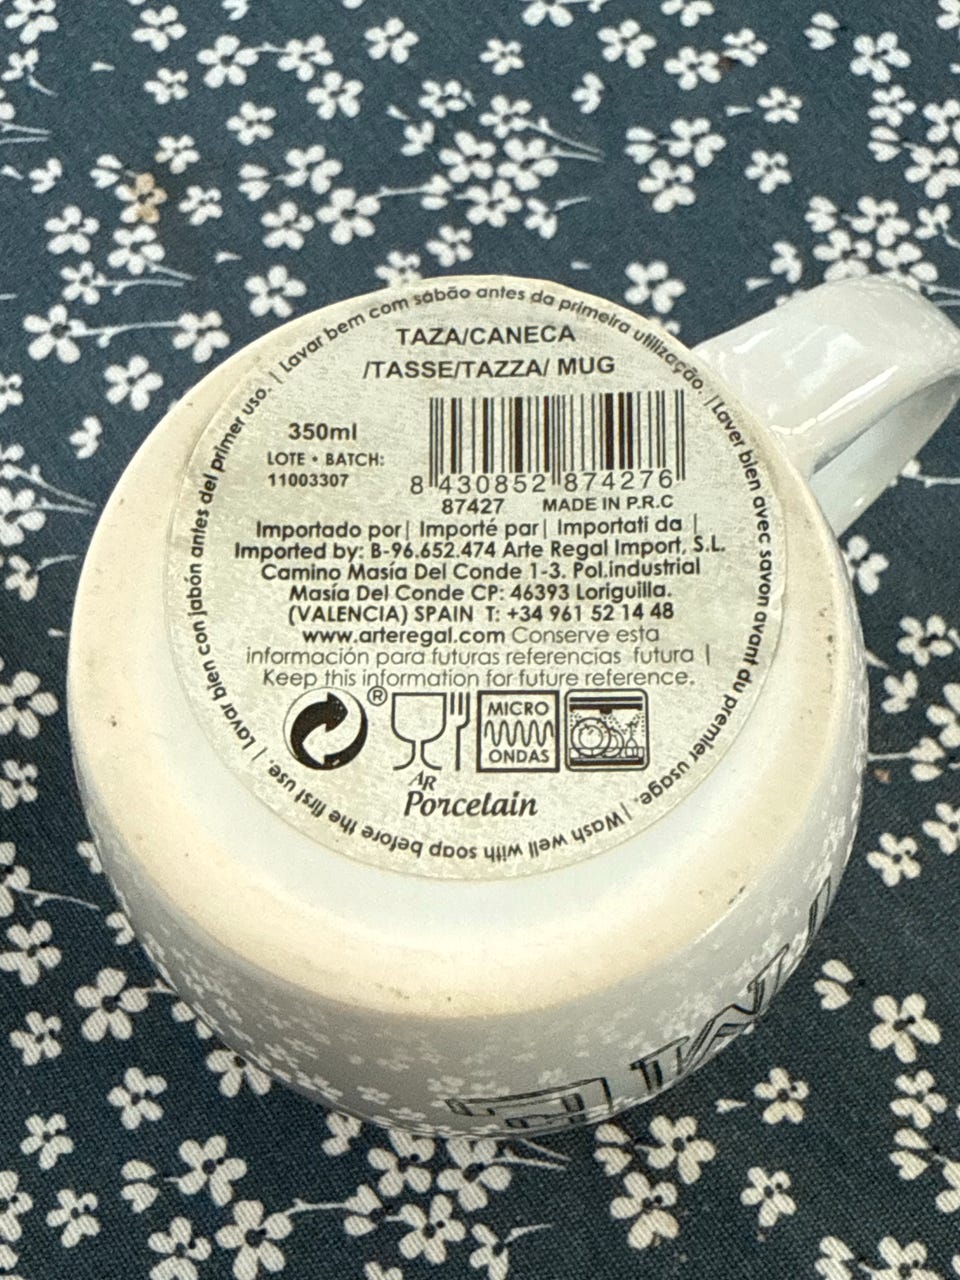 Lavar bien con jabón antes del primer uso. | Lavar bem com sabão antes da primeira utilização. | Laver bien avec savon avant du premier usage. | Wash well with soap before the first use. |
TAZA/CANECA
/TASSE/TAZZA/ MUG
350ml
LOTE • BATCH:
11003307
8 430852 874276
87427 MADE IN P.R.C
Importado por| Importé par| Importati da |
Imported by: B-96.652.474 Arte Regal Import, S.L.
Camino Masía Del Conde 1-3. Pol.industrial
Masía Del Conde CP: 46393 Loriguilla.
(VALENCIA) SPAIN T: +34 961 52 14 48
www.arteregal.com Conserve esta
información para futuras referencias futura |
Keep this information for future reference.
®
MICRO
ONDAS
AR
Porcelain